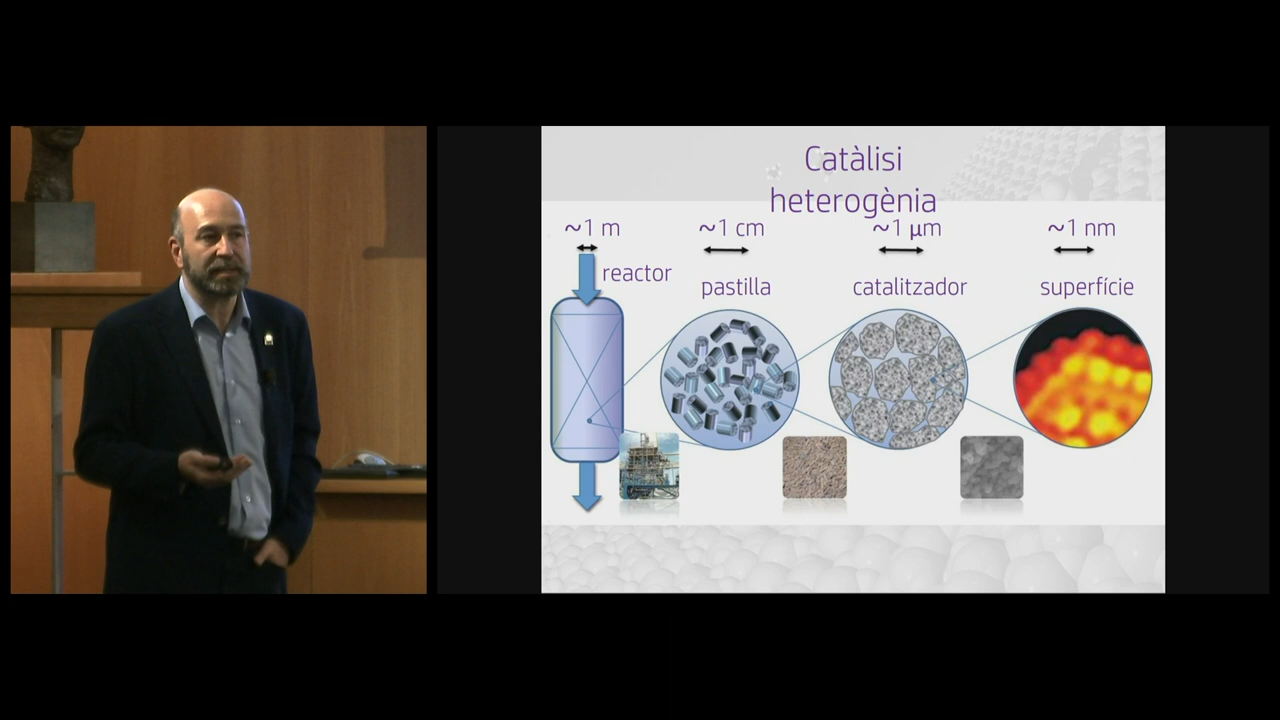 Catàlisi
heterogènia
~1 m
~1 cm
~1 µm
~1 nm
reactor
pastilla
catalitzador
superfície